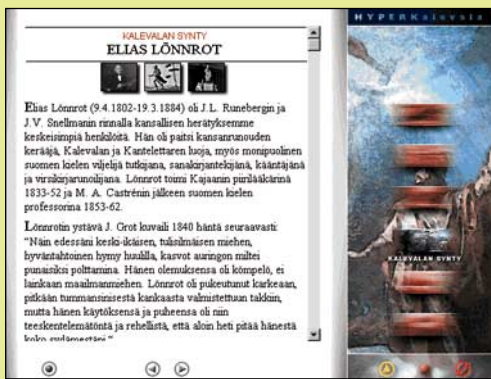 HYPERKalevala
KALEVALAN SYNTY
ELIAS LÖNNROT
Elias Lönnrot (9.4.1802-19.3.1884) oli J.L. Runebergin ja
J.V. Snellmanin rinnalla kansallisen herätyksemme
keskeisimpiä henkilöitä. Hän oli paitsi kansanrunouden
kerääjä, Kalevalan ja Kantelettaren luoja, myös monipuolinen
suomen kielen viljelijä tutkijana, sanakirjantekijänä, kääntäjänä
ja virsikirjarunoilijana. Lönnrot toimi Kajaanin piirilääkärinä
1833-52 ja M. A. Castrénin jälkeen suomen kielen
professorina 1853-62.
Lönnrotin ystävä J. Grot kuvaili 1840 häntä seuraavasti:
"Näin edessäni keski-ikäisen, tulisilmäisen miehen,
hyväntahtoinen hymy huulilla, kasvot auringon miltei
punaisiksi polttamina. Hänen olemuksensa oli kömpelö, ei
lainkaan maailmanmiehen. Lönnrot oli pukeutunut karkeaan,
pitkään tummansinisestä kankaasta valmistettuun takkiin,
mutta hänen käytöksensä ja puheensa oli niin
teeskentelemätöntä ja rehellistä, että aloin heti pitää hänestä
koko sydämestäni."
KALEVALAN SYNTY